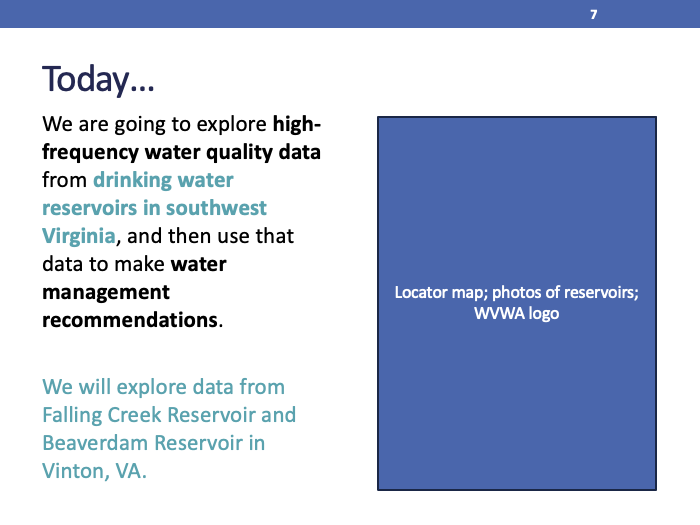 7
Today…
We are going to explore high-
frequency water quality data
from drinking water
reservoirs in southwest
Virginia, and then use that
data to make water
management
recommendations.
We will explore data from
Falling Creek Reservoir and
Beaverdam Reservoir in
Vinton, VA.
Locator map; photos of reservoirs;
WVWA logo